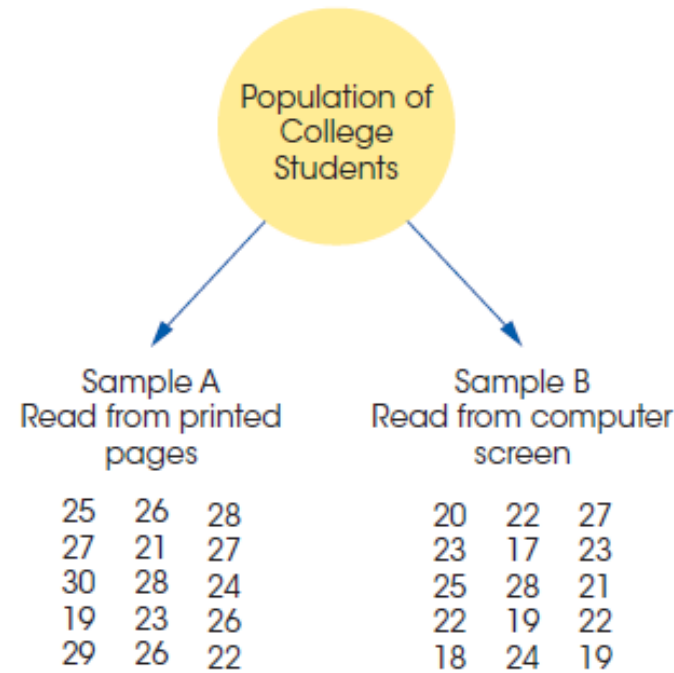 Population of
College
Students
Sample A
Read from printed
pages
25 26 28
27 21 27
30 28 24
19 23 26
29 26 22
Sample B
Read from computer
screen
20 22 27
23 17 23
25 28 21
22 19 22
18 24 19